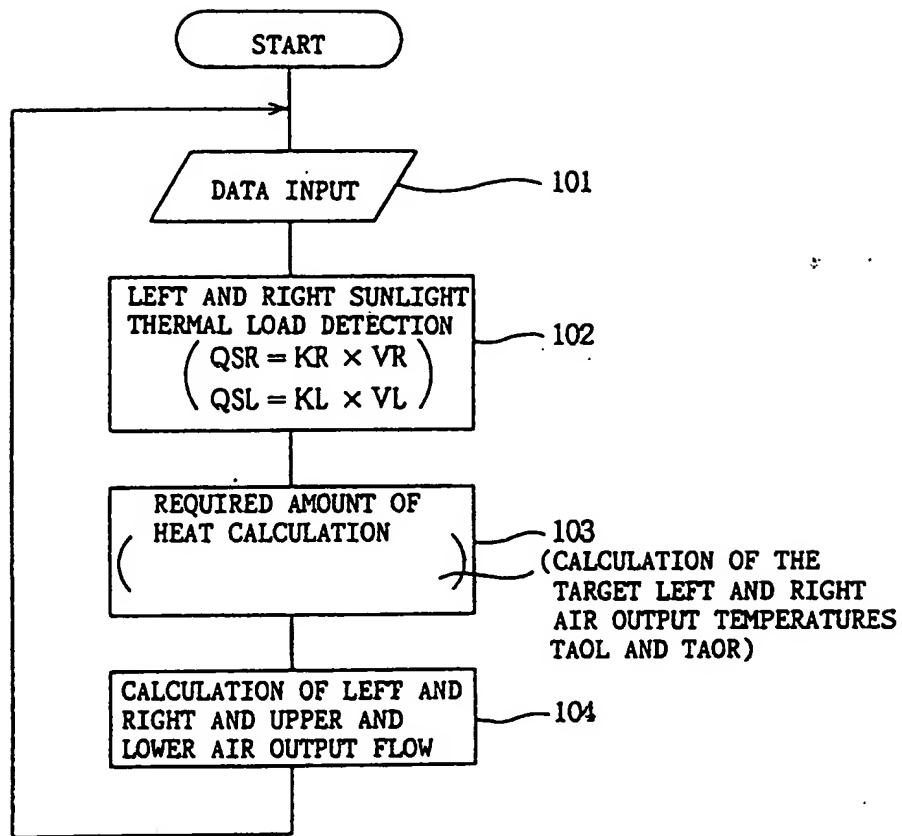 START
DATA INPUT
101
LEFT AND RIGHT SUNLIGHT
THERMAL LOAD DETECTION
(QSR = KR × VR
QSL = KL × VL)
102
REQUIRED AMOUNT OF
HEAT CALCULATION
( )
103
(CALCULATION OF THE
TARGET LEFT AND RIGHT
AIR OUTPUT TEMPERATURES
TAOL AND TAOR)
CALCULATION OF LEFT AND
RIGHT AND UPPER AND
LOWER AIR OUTPUT FLOW
104